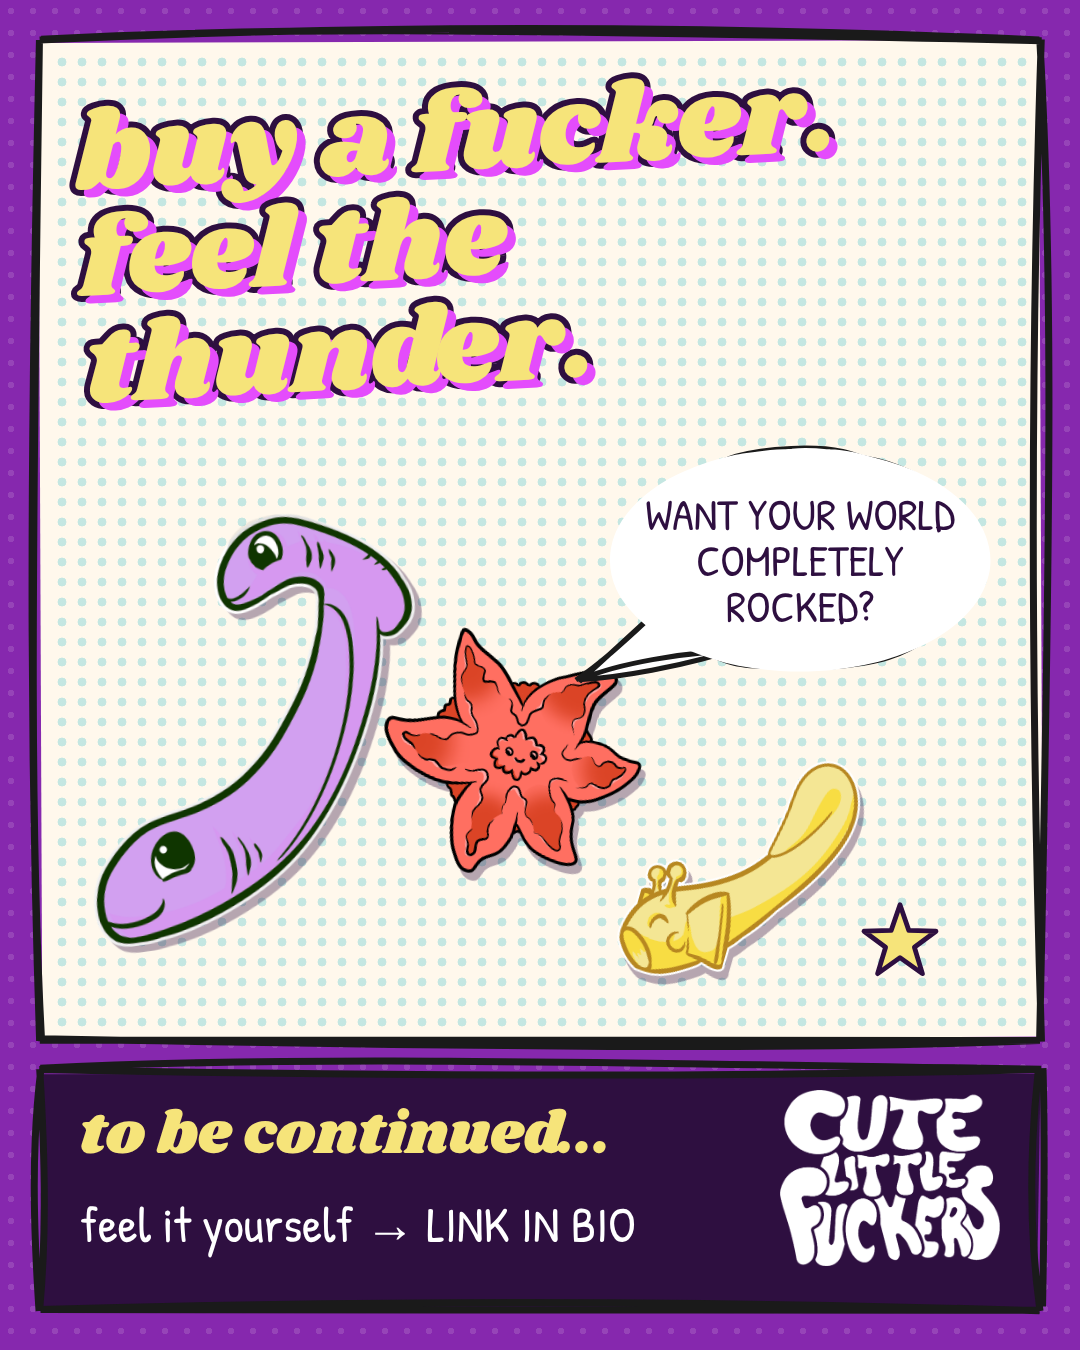 buy a fucker.
feel the
thunder.
WANT YOUR WORLD
COMPLETELY
ROCKED?
to be continued...
feel it yourself → LINK IN BIO
CUTE
LITTLE
FUCKERS